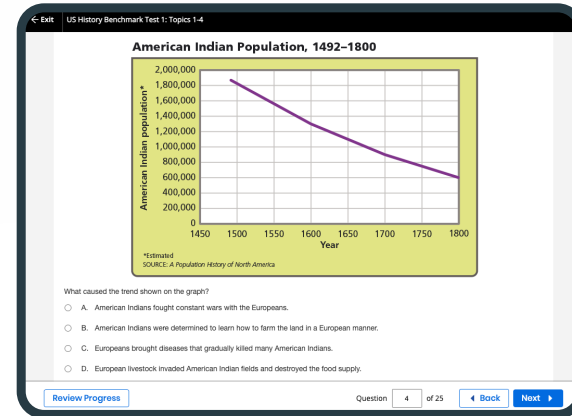 ← Exit US History Benchmark Test 1: Topics 1-4
American Indian Population, 1492–1800
American Indian population*
2,000,000
1,800,000
1,600,000
1,400,000
1,200,000
1,000,000
800,000
600,000
400,000
200,000
0
1450 1500 1550 1600 1650 1700 1750 1800
Year
*Estimated
SOURCE: A Population History of North America
What caused the trend shown on the graph?
A. American Indians fought constant wars with the Europeans.
B. American Indians were determined to learn how to farm the land in a European manner.
C. Europeans brought diseases that gradually killed many American Indians.
D. European livestock invaded American Indian fields and destroyed the food supply.
Review Progress Question 4 of 25 Back Next